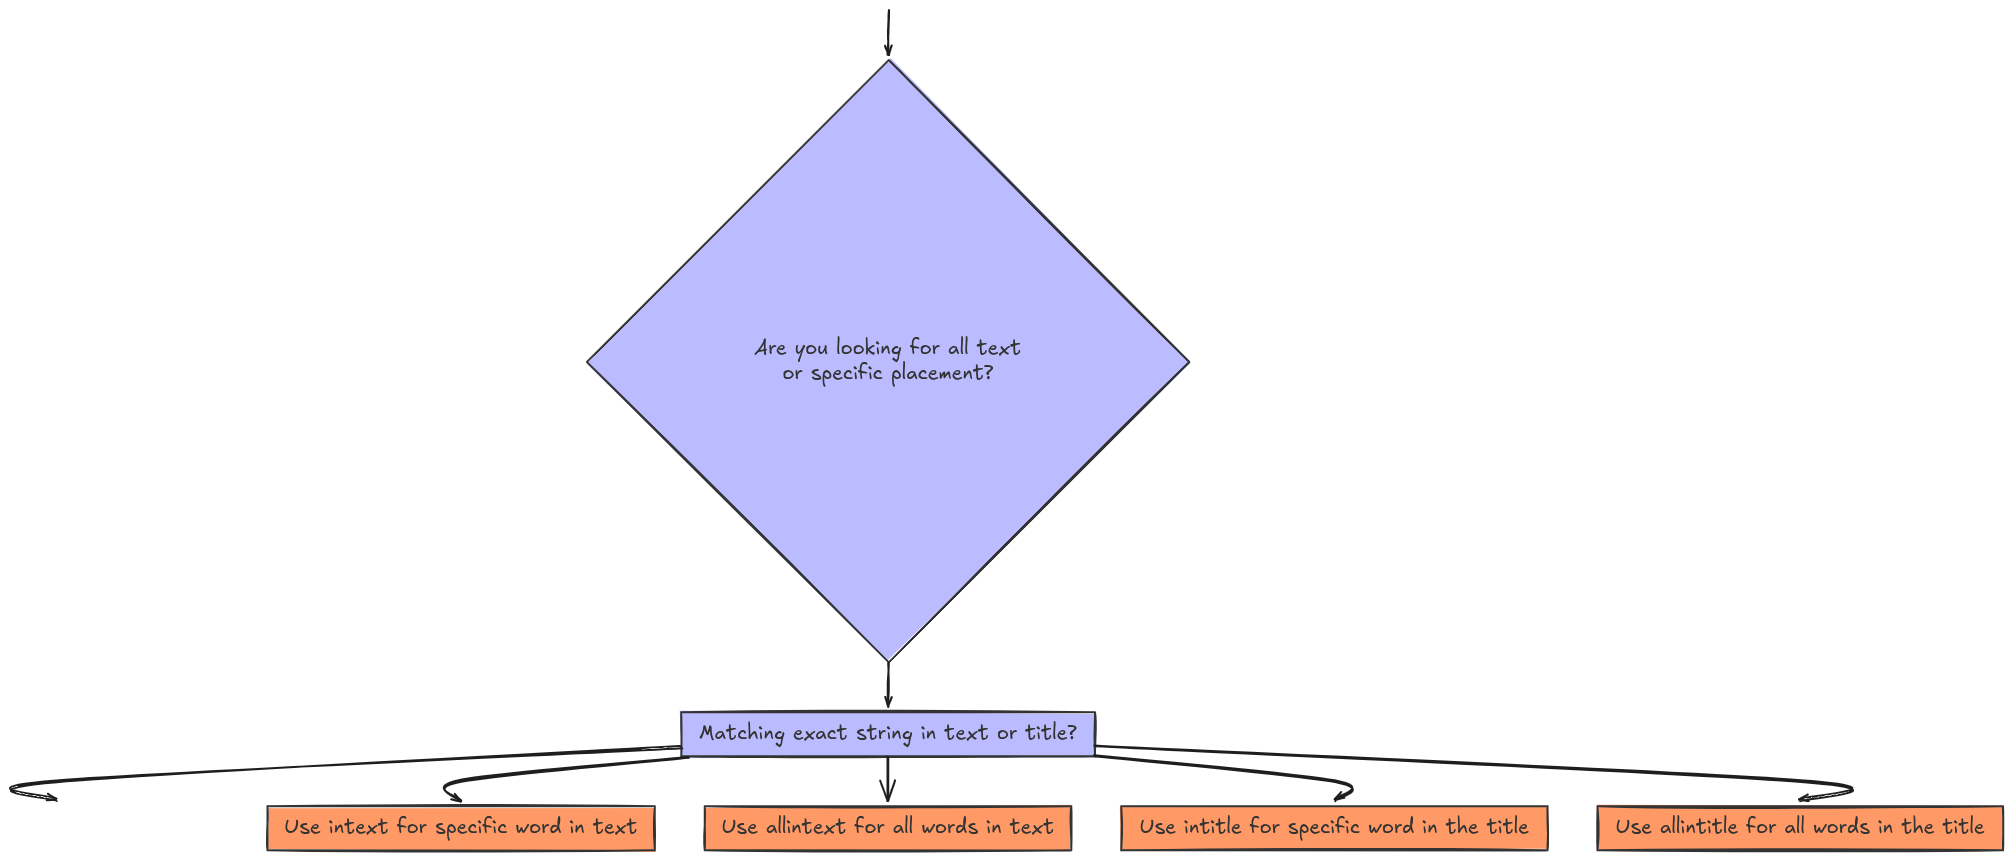 Are you looking for all text
or specific placement?
Matching exact string in text or title?
Use intext for specific word in text
Use allintext for all words in text
Use intitle for specific word in the title
Use allintitle for all words in the title